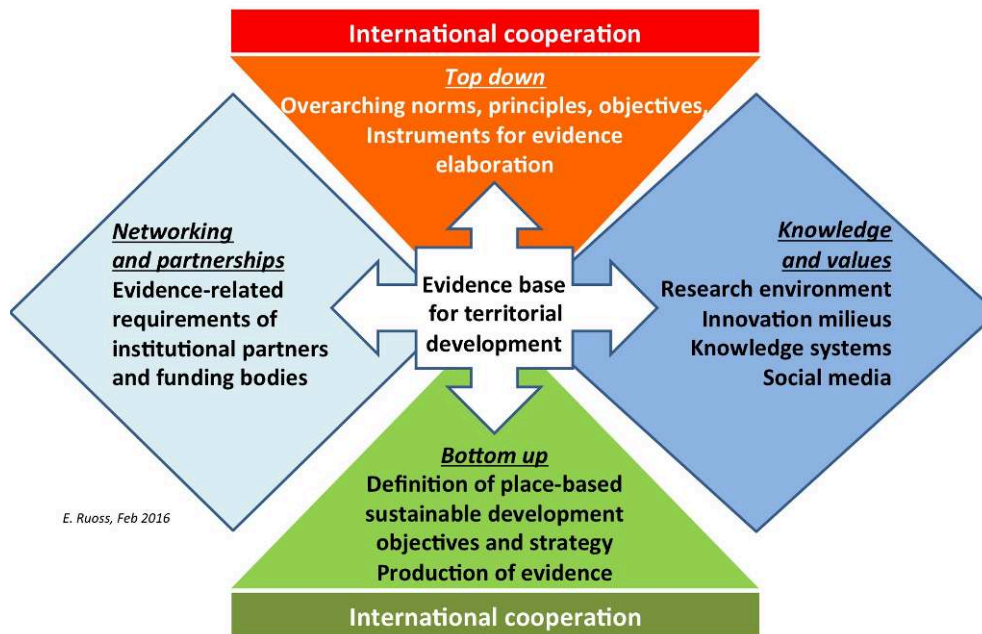 International cooperation
Top down
Overarching norms, principles, objectives,
Instruments for evidence
elaboration
Networking
and partnerships
Evidence-related
requirements of
institutional partners
and funding bodies
Evidence base
for territorial
development
Knowledge
and values
Research environment
Innovation milieus
Knowledge systems
Social media
Bottom up
Definition of place-based
sustainable development
objectives and strategy
Production of evidence
E. Ruoss, Feb 2016
International cooperation